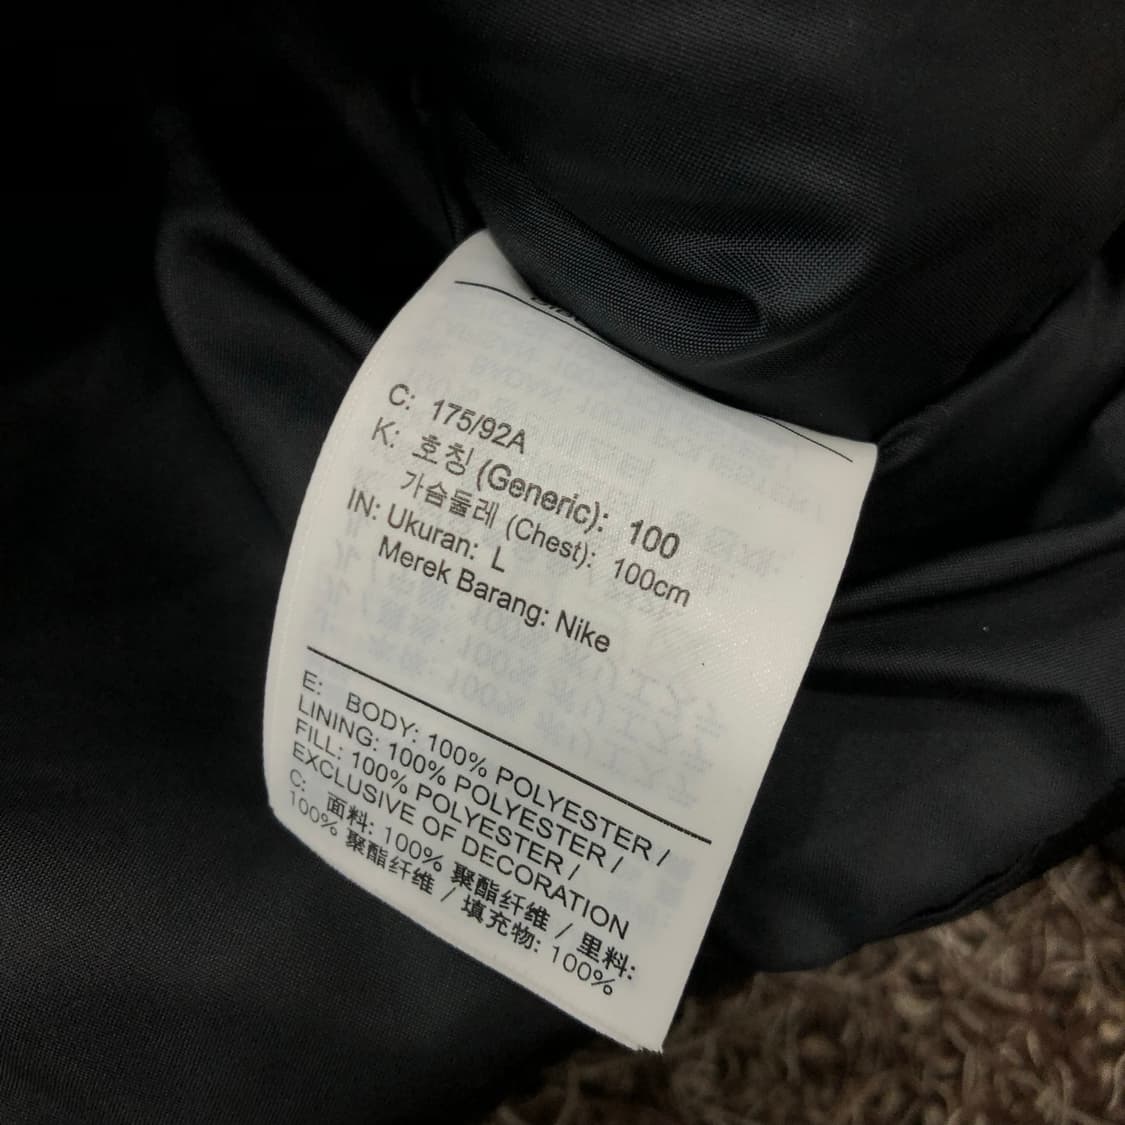 C: 175/92A
K: 호칭 (Generic): 100
가슴둘레 (Chest): 100cm
IN: Ukuran: L
Merek Barang: Nike
E: BODY: 100% POLYESTER /
LINING: 100% POLYESTER /
FILL: 100% POLYESTER /
EXCLUSIVE OF DECORATION
C: 面料: 100% 聚酯纤维 / 里料:
100% 聚酯纤维 / 填充物: 100%